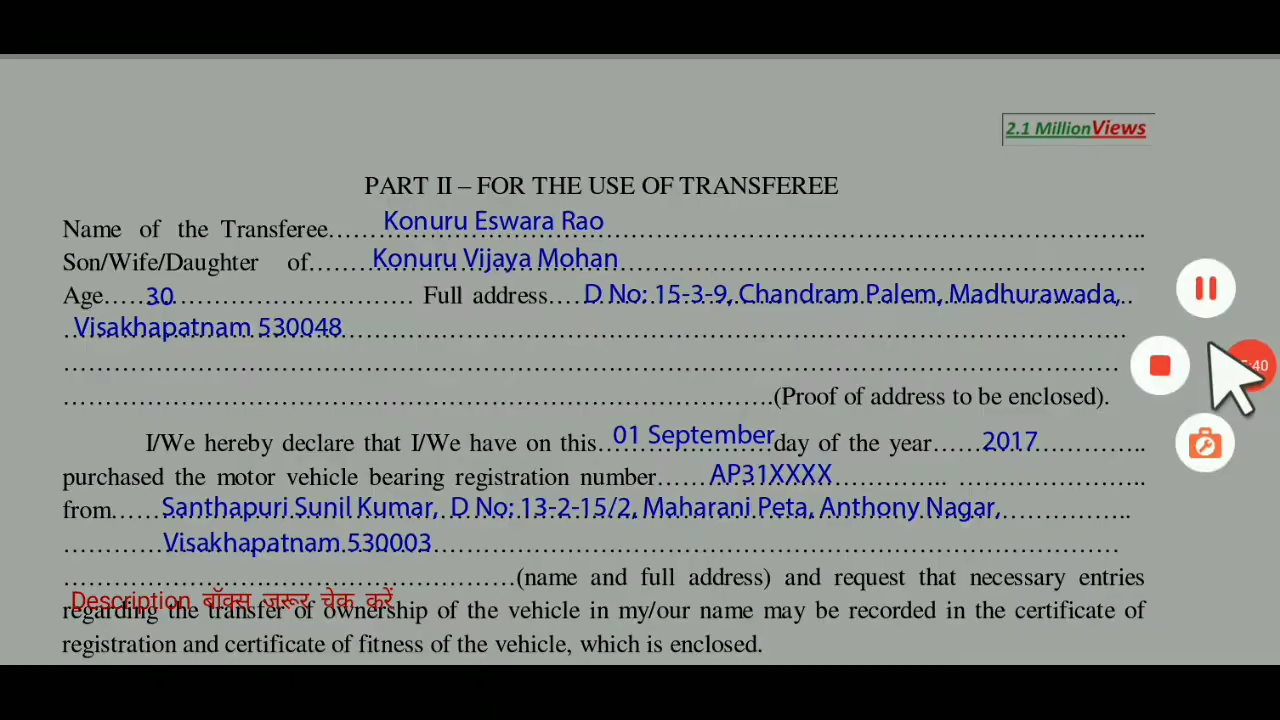 2.1 MillionViews
PART II – FOR THE USE OF TRANSFEREE
Name of the Transferee……Konuru Eswara Rao……………………………………………..
Son/Wife/Daughter of……Konuru Vijaya Mohan……………………………………………..
Age…..30……………………… Full address….D No: 15-3-9, Chandram Palem, Madhurawada,..
Visakhapatnam 530048…………………………………………………………
……………………………………………………………………………………
……………………………………………………….(Proof of address to be enclosed).
I/We hereby declare that I/We have on this…01 September day of the year……2017………..
purchased the motor vehicle bearing registration number……AP31XXXX………….. ……………..
from……Santhapuri Sunil Kumar, D No: 13-2-15/2, Maharani Peta, Anthony Nagar,…………..
………Visakhapatnam 530003……………………………………………………
…………………………………(name and full address) and request that necessary entries
Description बॉक्स जरूर चेक करें
regarding the transfer of ownership of the vehicle in my/our name may be recorded in the certificate of
registration and certificate of fitness of the vehicle, which is enclosed.
:40